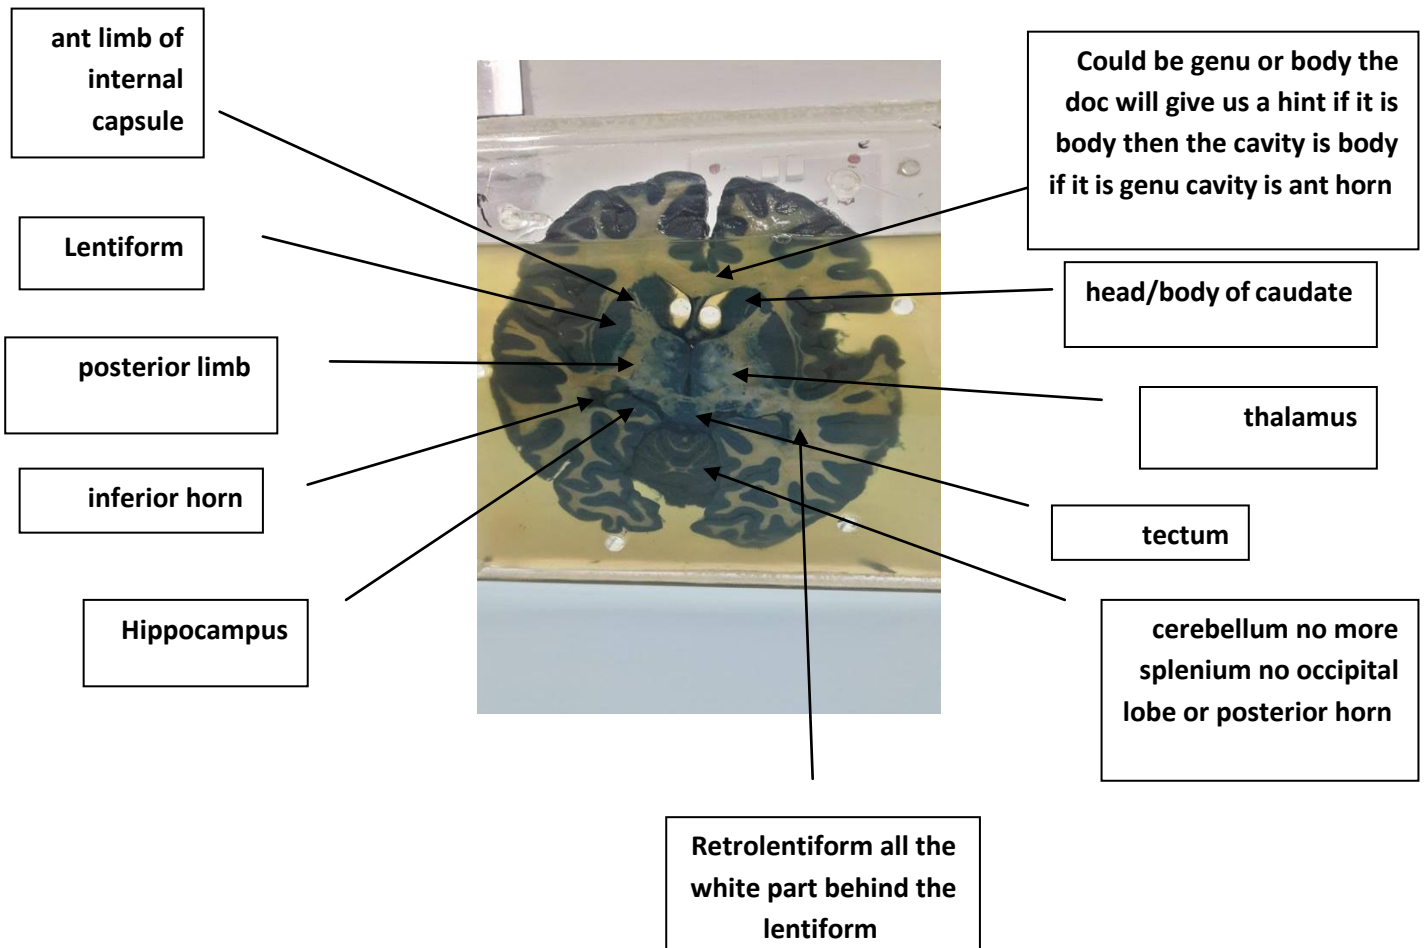 ant limb of
internal
capsule
Lentiform
posterior limb
inferior horn
Hippocampus
Could be genu or body the
doc will give us a hint if it is
body then the cavity is body
if it is genu cavity is ant horn
head/body of caudate
thalamus
tectum
cerebellum no more
splenium no occipital
lobe or posterior horn
Retrolentiform all the
white part behind the
lentiform